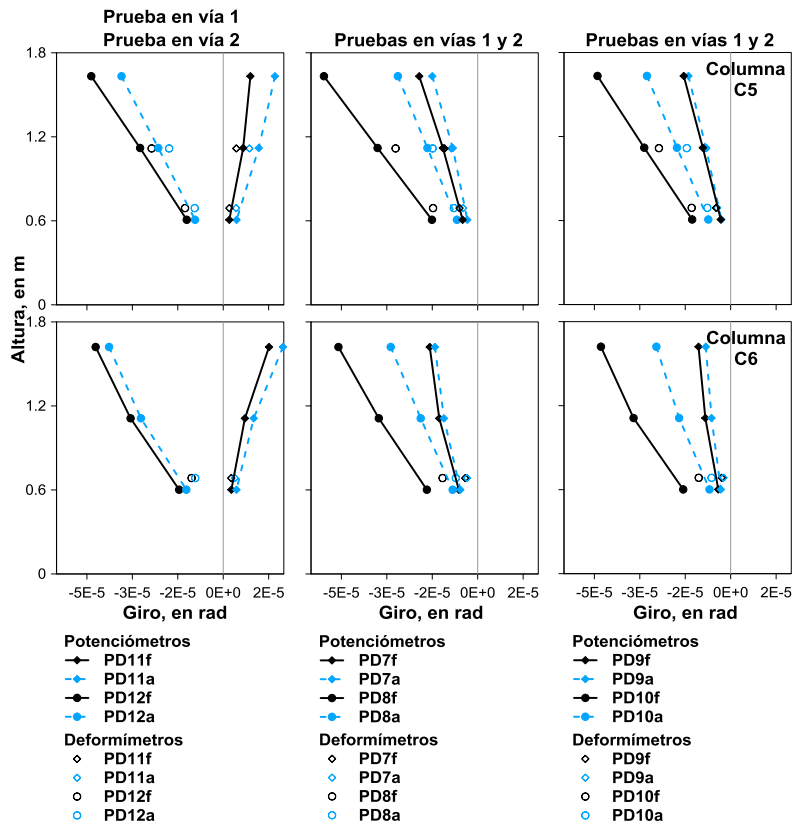 Prueba en vía 1
Prueba en vía 2
Pruebas en vías 1 y 2
Pruebas en vías 1 y 2
1.8
1.2
0.6
0
Columna
C5
Altura, en m
1.8
1.2
0.6
0
Columna
C6
-5E-5 -3E-5 -2E-5 0E+0 2E-5
-5E-5 -3E-5 -2E-5 0E+0 2E-5
-5E-5 -3E-5 -2E-5 0E+0 2E-5
Giro, en rad
Giro, en rad
Giro, en rad
Potenciómetros
PD11f
PD11a
PD12f
PD12a
Deformímetros
PD11f
PD11a
PD12f
PD12a
Potenciómetros
PD7f
PD7a
PD8f
PD8a
Deformímetros
PD7f
PD7a
PD8f
PD8a
Potenciómetros
PD9f
PD9a
PD10f
PD10a
Deformímetros
PD9f
PD9a
PD10f
PD10a